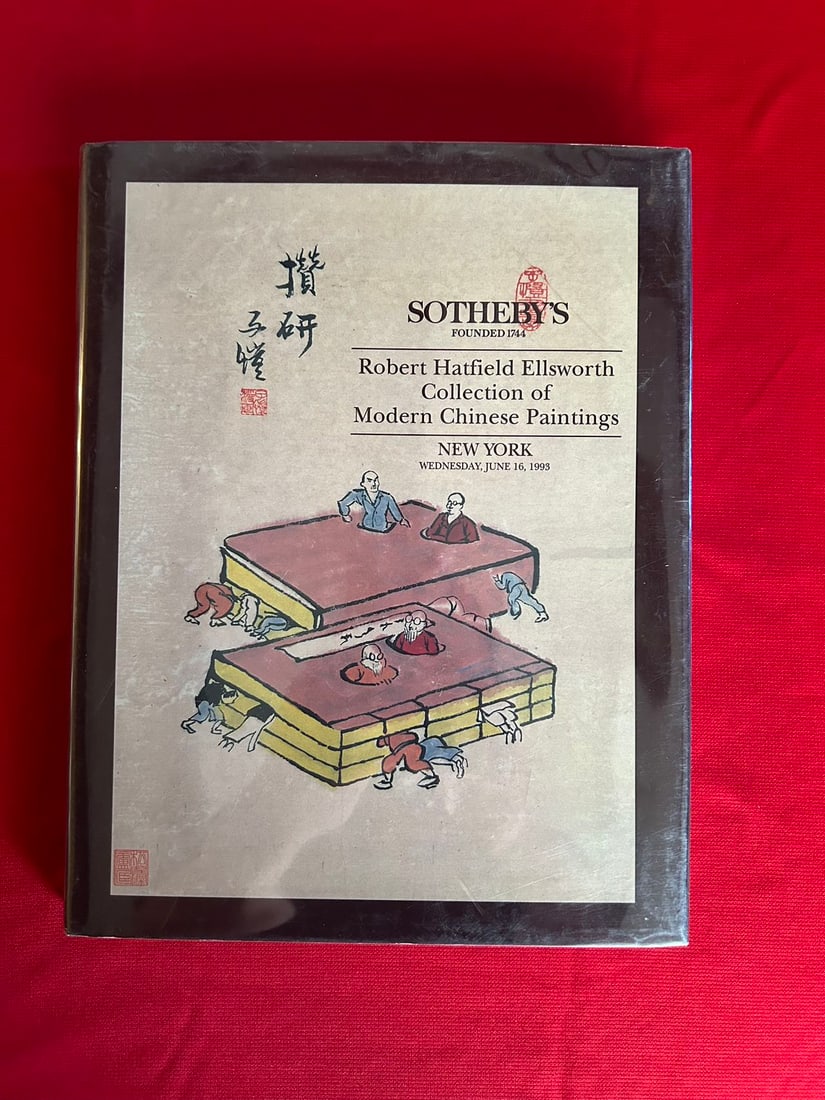 攢研
子愷
SOTHEBY'S
FOUNDED 1744
Robert Hatfield Ellsworth
Collection of
Modern Chinese Paintings
NEW YORK
WEDNESDAY, JUNE 16, 1993